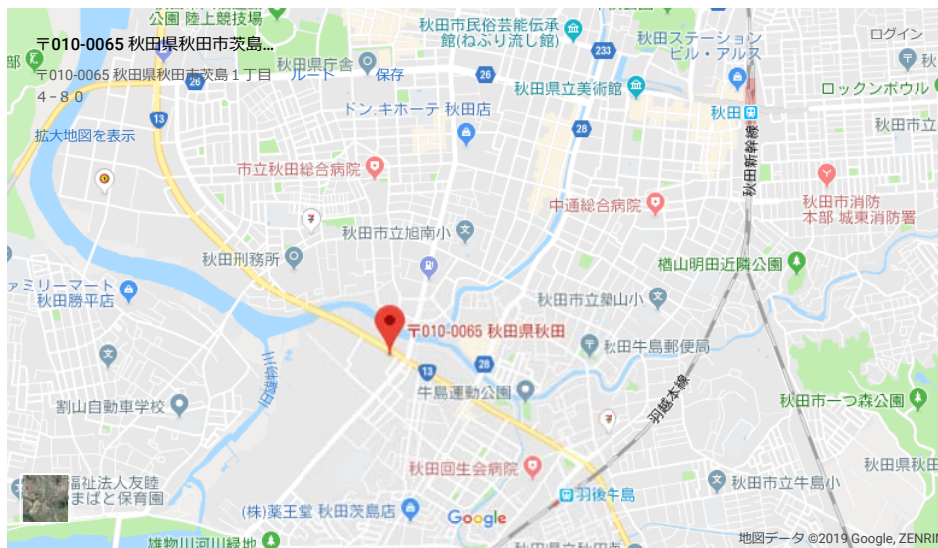 公園 陸上競技場
秋田市民俗芸能伝承
館(ねぶり流し館)
233
秋田ステーション
ビル・アルス
ログイン
〒010-0065 秋田県秋田市茨島...
部
秋田県庁舎
〒010-0065 秋田県秋田市茨島１丁目
４−８０
ルート
保存
26
26
秋田県立美術館
ロックンボウル
ドン.キホーテ 秋田店
秋田
13
28
秋田市立
拡大地図を表示
秋田新幹線
市立秋田総合病院
中通総合病院
秋田市消防
本部 城東消防署
秋田市立旭南小
秋田刑務所
楢山明田近隣公園
ファミリーマート
秋田勝平店
秋田市立築山小
〒010-0065 秋田県秋田
秋田牛島郵便局
28
13
旧雄物川
牛島運動公園
羽越本線
割山自動車学校
秋田市一つ森公園
秋田回生会病院
秋田県秋田
福祉法人友睦
まばと保育園
秋田市立牛島小
羽後牛島
(株)薬王堂 秋田茨島店
Google
地図データ ©2019 Google, ZENRIN
雄物川河川緑地